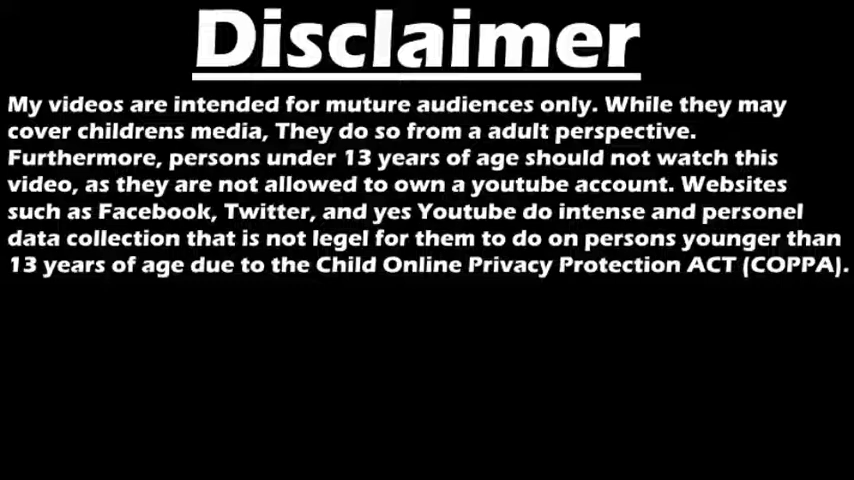 Disclaimer
My videos are intended for muture audiences only. While they may
cover childrens media, They do so from a adult perspective.
Furthermore, persons under 13 years of age should not watch this
video, as they are not allowed to own a youtube account. Websites
such as Facebook, Twitter, and yes Youtube do intense and personel
data collection that is not legel for them to do on persons younger than
13 years of age due to the Child Online Privacy Protection ACT (COPPA).